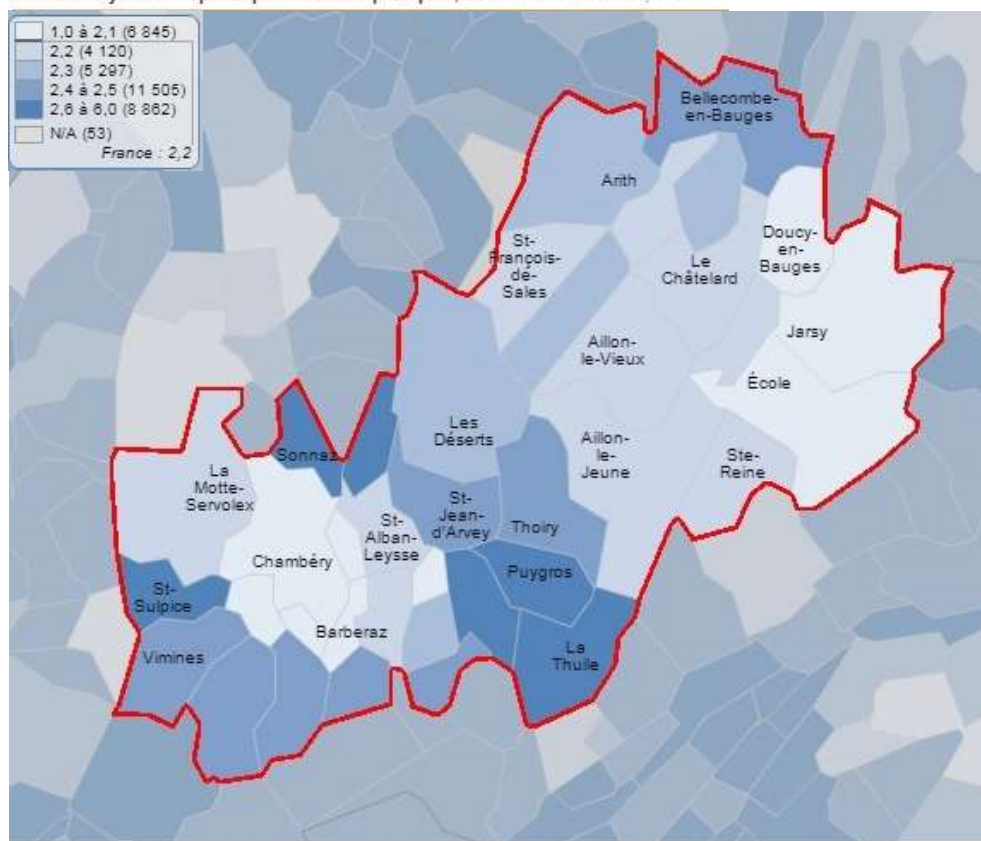 1,0 à 2,1 (6 845)
2,2 (4 120)
2,3 (5 297)
2,4 à 2,5 (11 505)
2,6 à 6,0 (8 862)
N/A (53)
France : 2,2
Bellecombe-
en-Bauges
Arith
Doucy-
en-
Bauges
St-
François-
de-
Sales
Le
Châtelard
Jarsy
Aillon-
le-Vieux
École
Les
Déserts
Aillon-
le-
Jeune
Ste-
Reine
Sonnaz
La
Motte-
Servolex
St-
Jean-
d'Arvey
St-
Alban-
Leysse
Thoiry
Chambéry
Puygros
St-
Sulpice
Barberaz
Vimines
La
Thuile